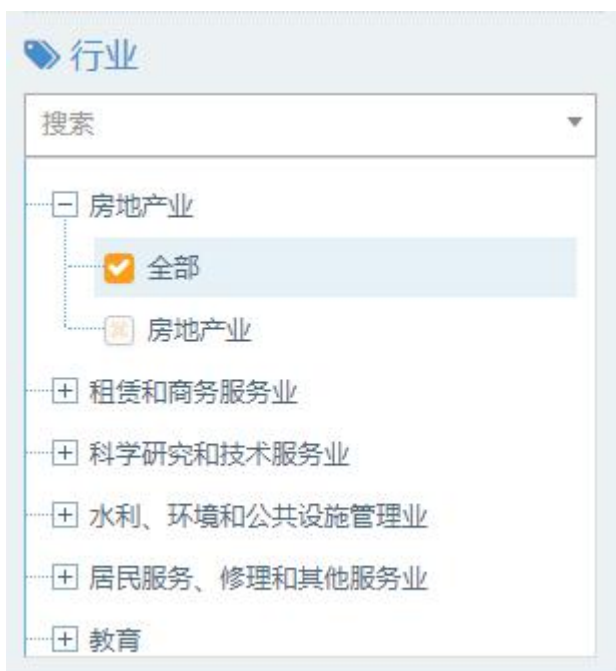 行业
搜索
房地产业
全部
房地产业
租赁和商务服务业
科学研究和技术服务业
水利、环境和公共设施管理业
居民服务、修理和其他服务业
教育